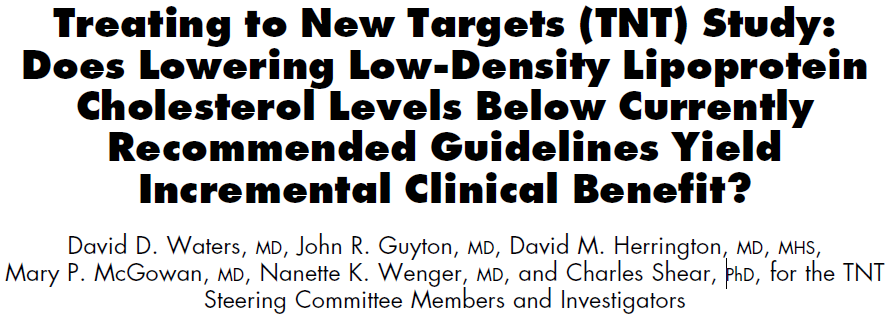 Treating to New Targets (TNT) Study:
Does Lowering Low-Density Lipoprotein
Cholesterol Levels Below Currently
Recommended Guidelines Yield
Incremental Clinical Benefit?
David D. Waters, MD, John R. Guyton, MD, David M. Herrington, MD, MHS,
Mary P. McGowan, MD, Nanette K. Wenger, MD, and Charles Shear, PhD, for the TNT
Steering Committee Members and Investigators